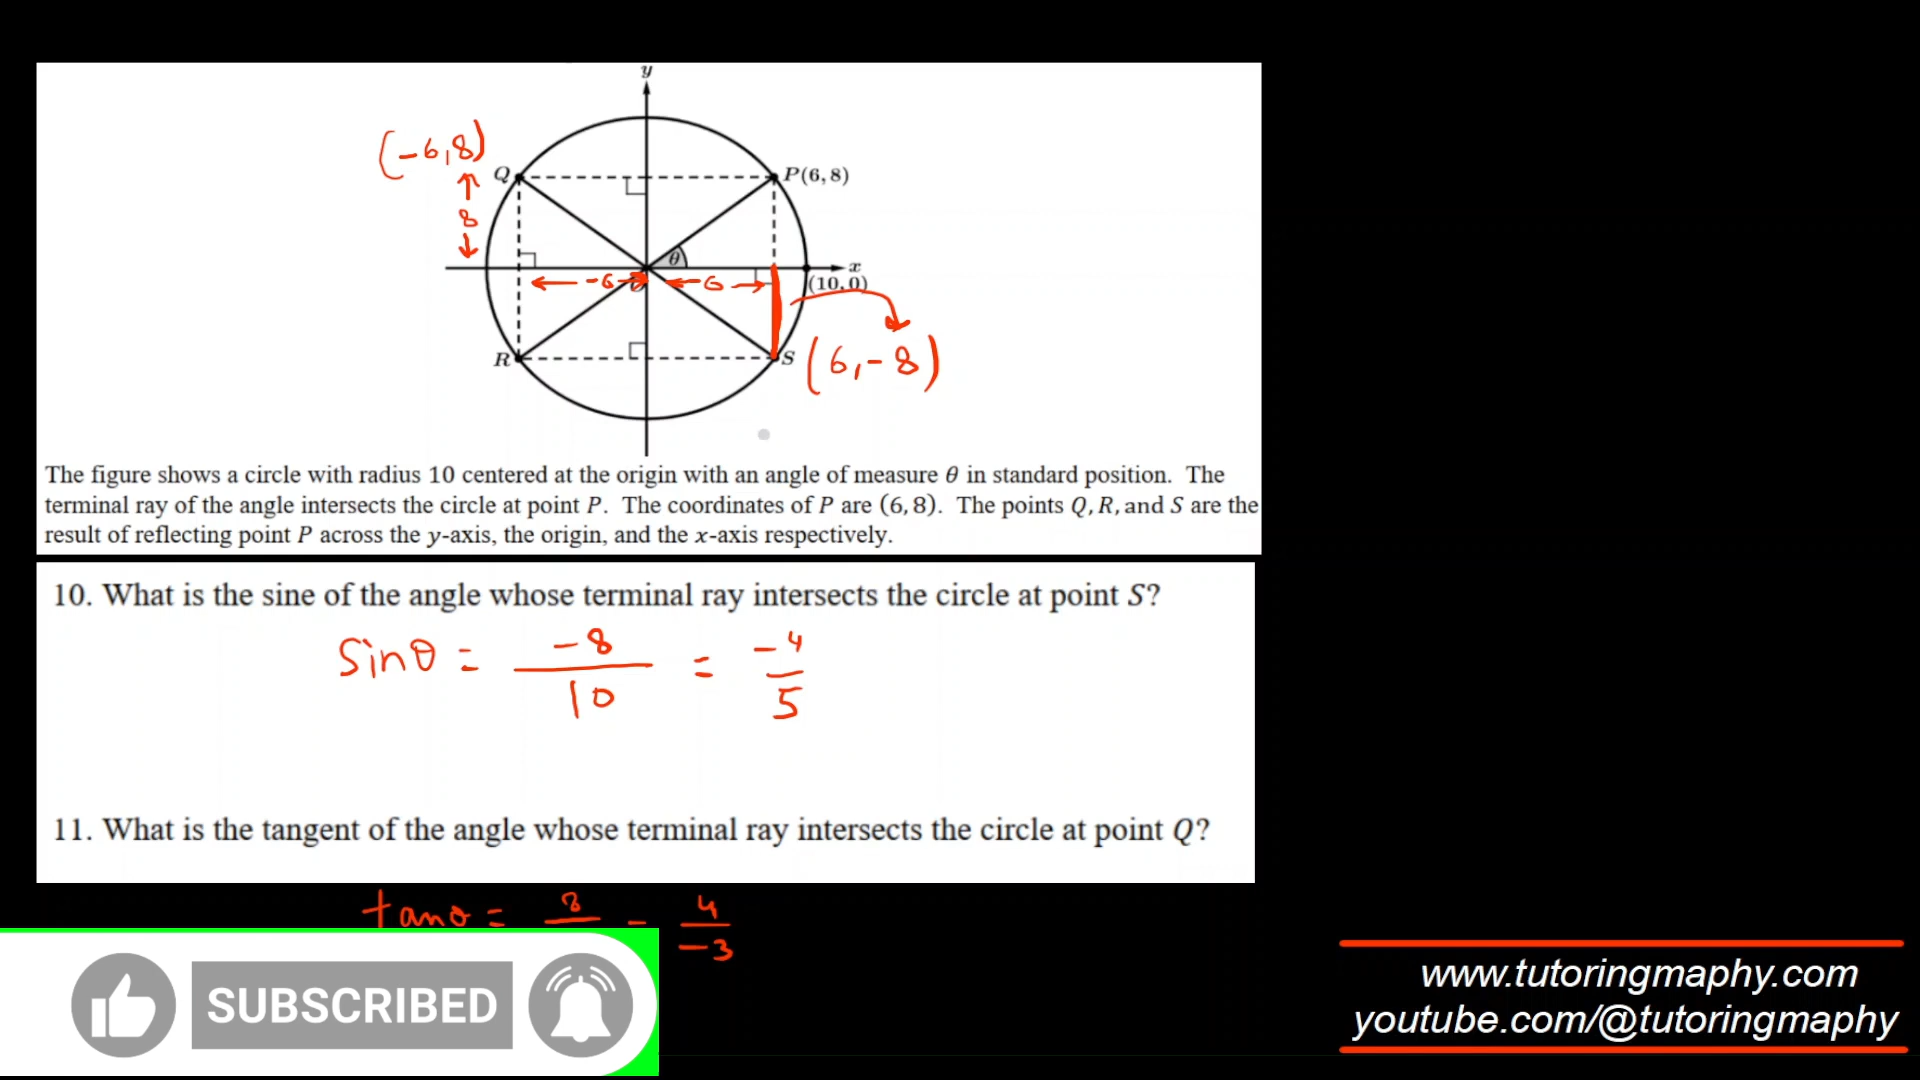 y
(-6,8)
Q
P(6,8)
8
θ
x
-6
6
(10,0)
R
S
(6,-8)
The figure shows a circle with radius 10 centered at the origin with an angle of measure θ in standard position. The
terminal ray of the angle intersects the circle at point P. The coordinates of P are (6,8). The points Q, R, and S are the
result of reflecting point P across the y-axis, the origin, and the x-axis respectively.
10. What is the sine of the angle whose terminal ray intersects the circle at point S?
sinθ = -8/10 = -4/5
11. What is the tangent of the angle whose terminal ray intersects the circle at point Q?
tanθ = 8 = 4/-3
SUBSCRIBED
www.tutoringmaphy.com
youtube.com/@tutoringmaphy